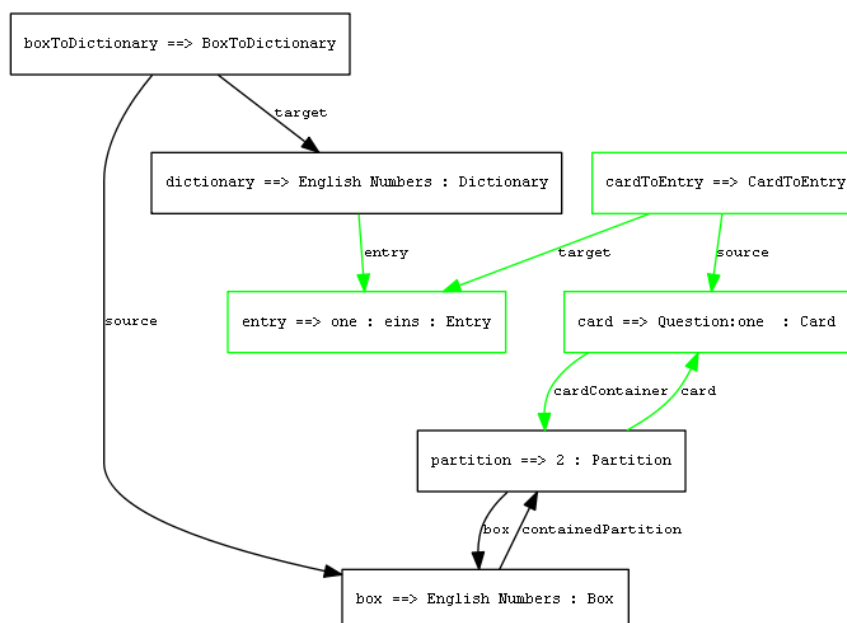 boxToDictionary ==> BoxToDictionary
target
dictionary ==> English Numbers : Dictionary
cardToEntry ==> CardToEntry
entry
target
source
source
entry ==> one : eins : Entry
card ==> Question:one  : Card
cardContainer
card
partition ==> 2 : Partition
box
containedPartition
box ==> English Numbers : Box